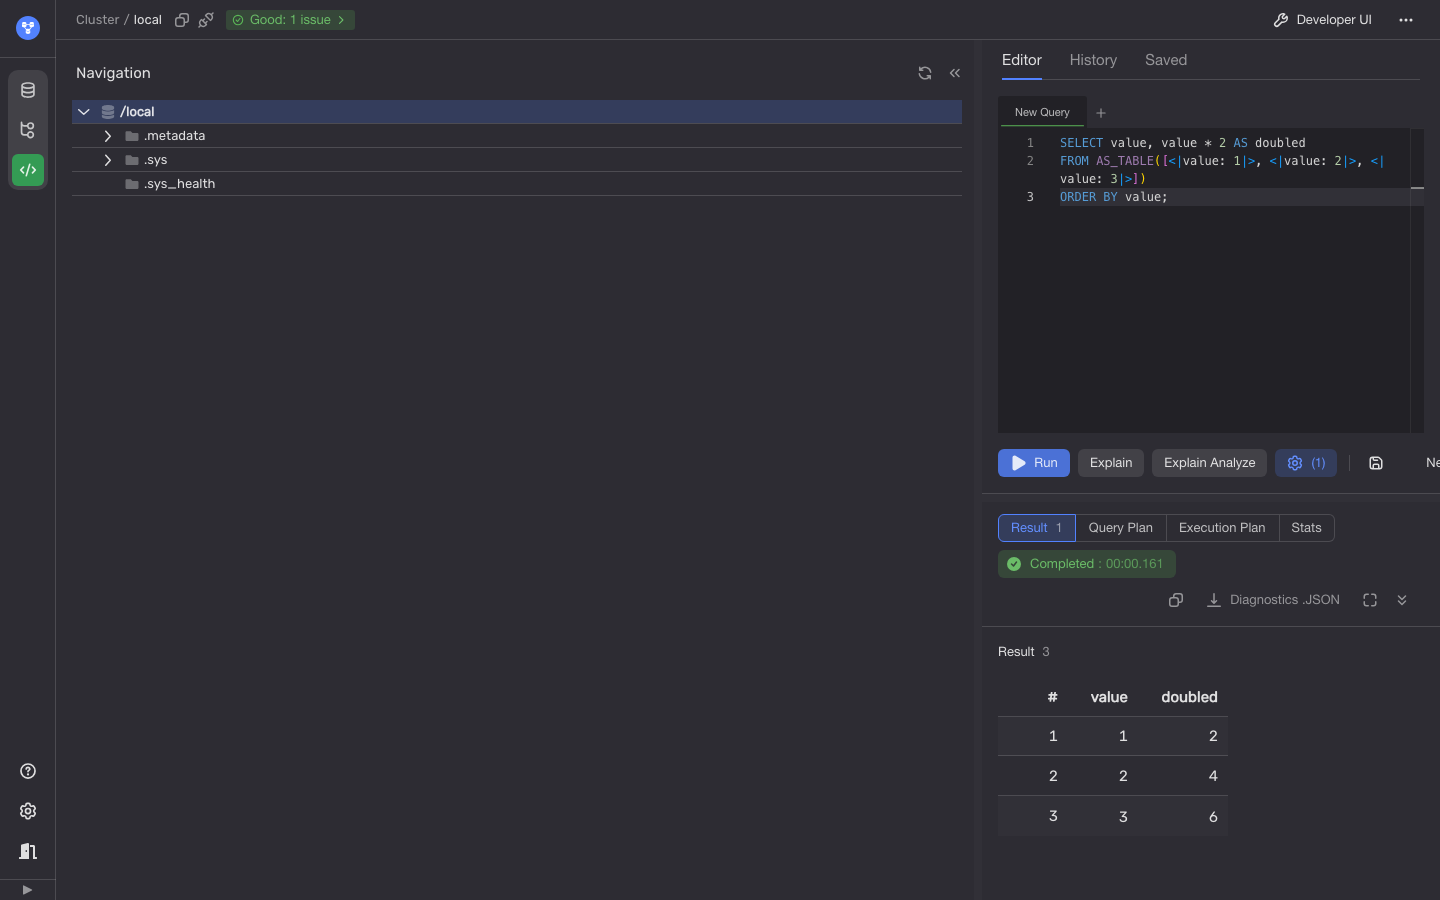 Cluster / local
Good: 1 issue
Developer UI
Navigation
/local
.metadata
.sys
.sys_health
Editor
History
Saved
New Query
1 SELECT value, value * 2 AS doubled
2 FROM AS_TABLE([<|value: 1|>, <|value: 2|>, <|
value: 3|>])
3 ORDER BY value;
Run
Explain
Explain Analyze
(1)
Result 1
Query Plan
Execution Plan
Stats
Completed : 00:00.161
Diagnostics .JSON
Result 3
# value doubled
1 1 2
2 2 4
3 3 6